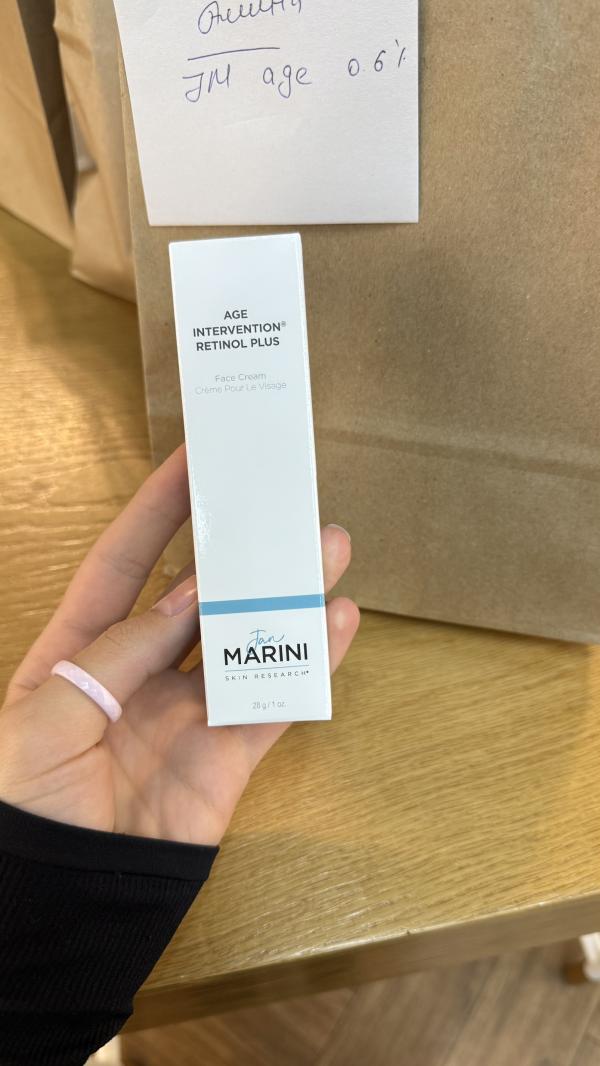 JM age 0.6%
AGE
INTERVENTION®
RETINOL PLUS
Face Cream
Crème Pour Le Visage
Jan
MARINI
SKIN RESEARCH®
28 g / 1 oz.